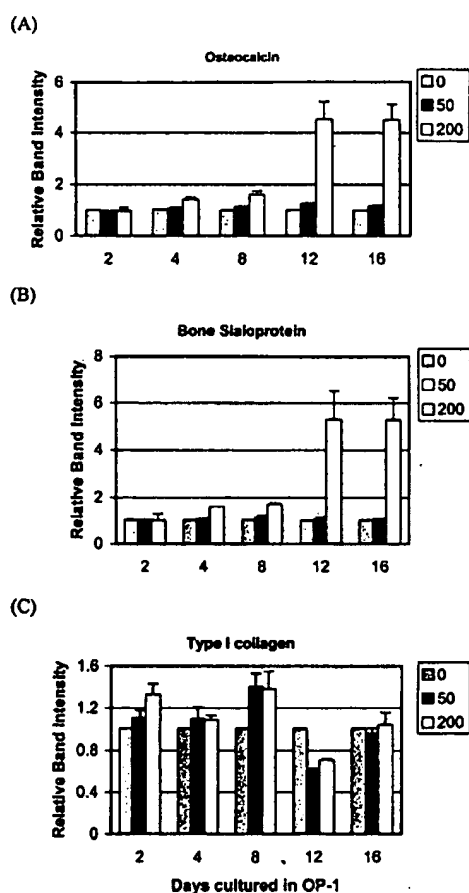 (A)
Osteocalcin
Relative Band Intensity
6
4
2
0
2 4 8 12 16
0
50
200
(B)
Bone Sialoprotein
Relative Band Intensity
8
6
4
2
0
2 4 8 12 16
0
50
200
(C)
Type I collagen
Relative Band Intensity
1.6
1.2
0.8
0.4
0
2 4 8 12 16
0
50
200
Days cultured in OP-1